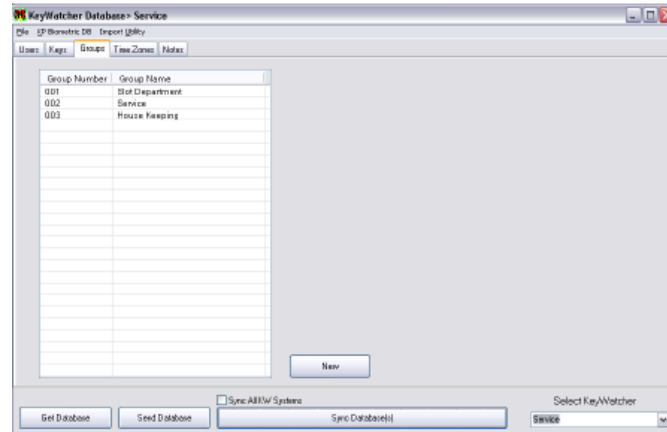 KeyWatcher Database> Service
File KP Biometric DB Import Utility
Users Keys Groups Time Zones Notes
Group Number Group Name
001 Slot Department
002 Service
003 House Keeping
New
Sync All KW Systems
Select KeyWatcher
Get Database Send Database Sync Database(s) Service